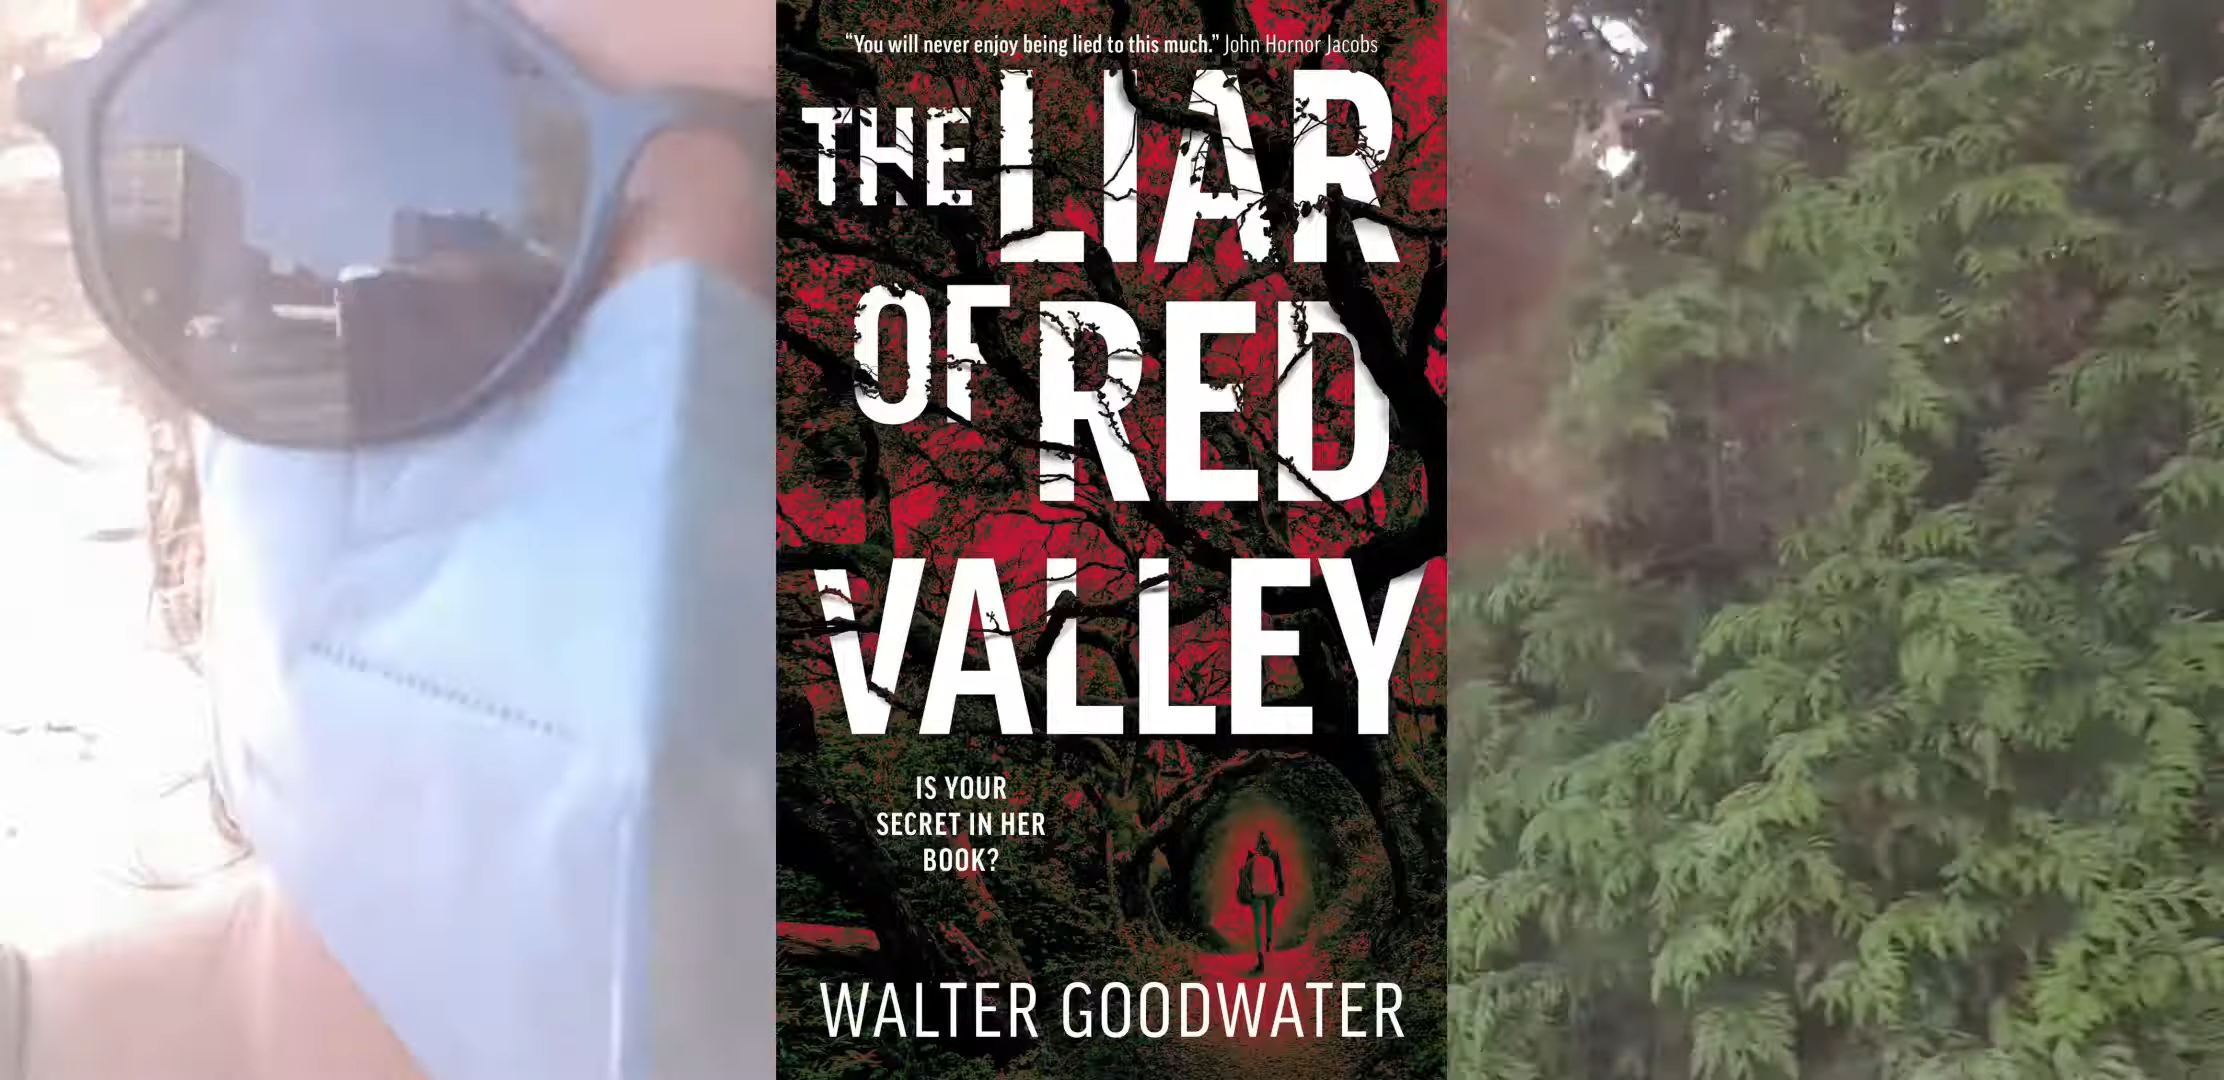 “You will never enjoy being lied to this much.” John Hornor Jacobs
THE LIAR
OF RED
VALLEY
IS YOUR
SECRET IN HER
BOOK?
WALTER GOODWATER